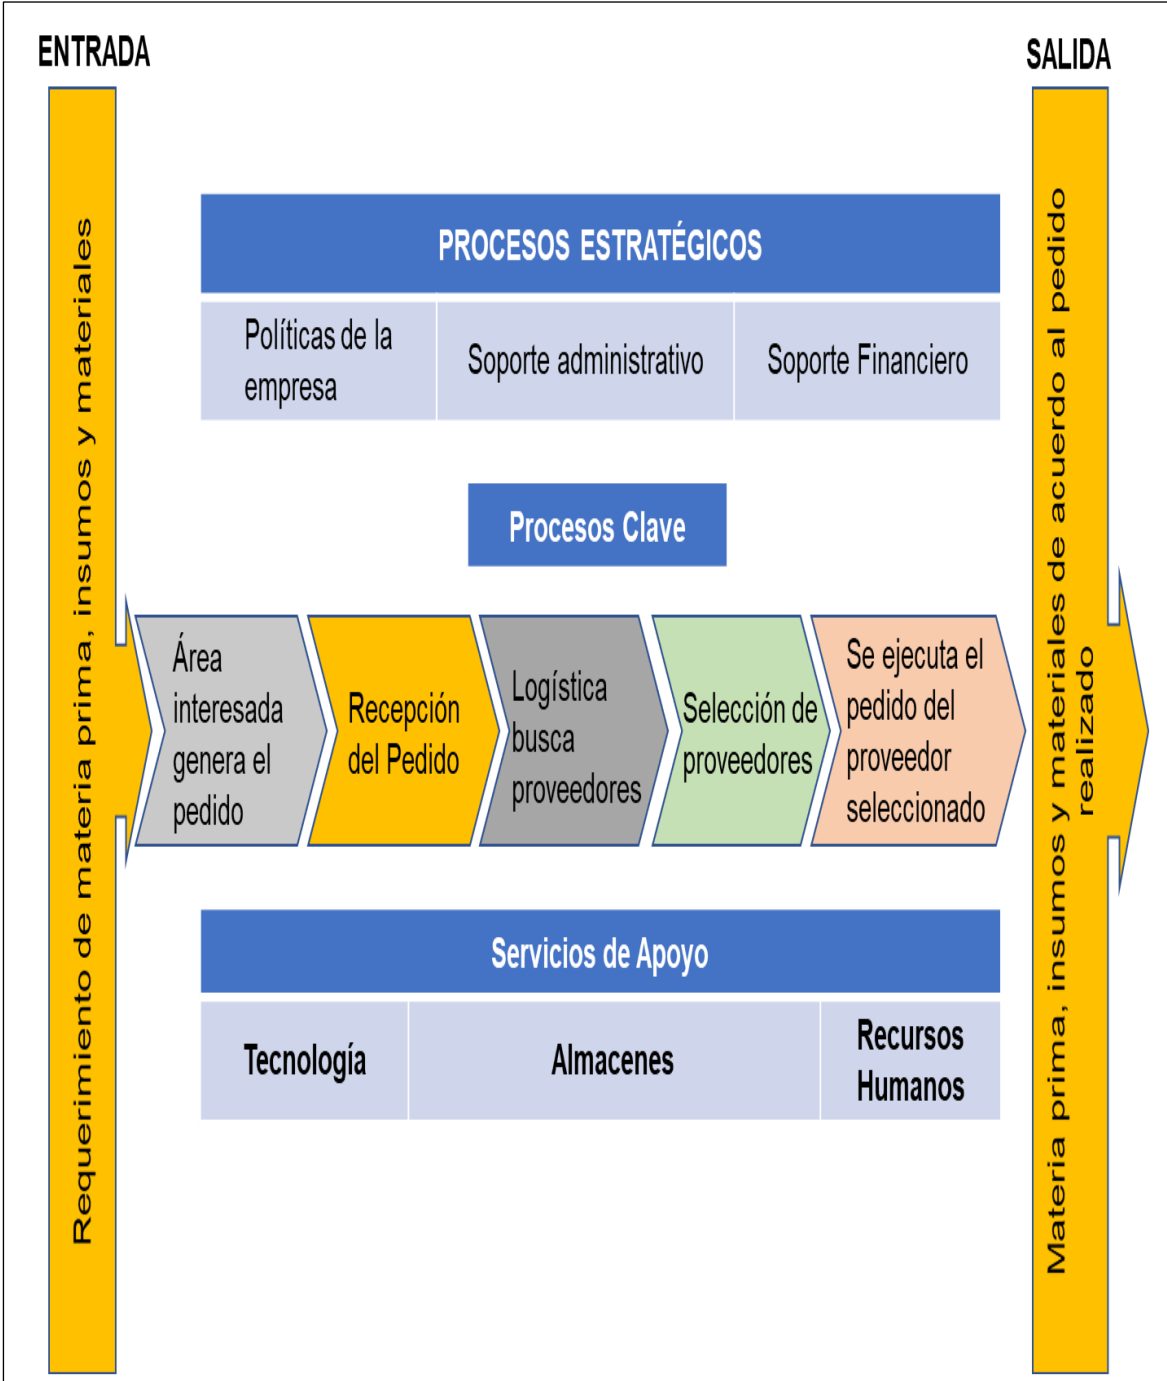 ENTRADA
SALIDA
Requerimiento de materia prima, insumos y materiales
PROCESOS ESTRATÉGICOS
Políticas de la
empresa
Soporte administrativo
Soporte Financiero
Procesos Clave
Área
interesada
genera el
pedido
Recepción
del Pedido
Logística
busca
proveedores
Selección de
proveedores
Se ejecuta el
pedido del
proveedor
seleccionado
Servicios de Apoyo
Tecnología
Almacenes
Recursos
Humanos
Materia prima, insumos y materiales de acuerdo al pedido
realizado